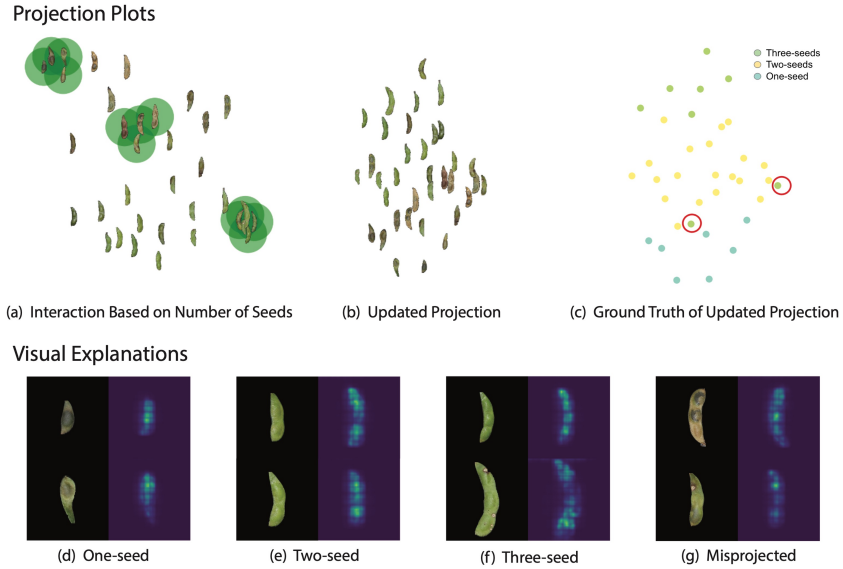 Projection Plots
Three-seeds
Two-seeds
One-seed
(a) Interaction Based on Number of Seeds
(b) Updated Projection
(c) Ground Truth of Updated Projection
Visual Explanations
(d) One-seed
(e) Two-seed
(f) Three-seed
(g) Misprojected